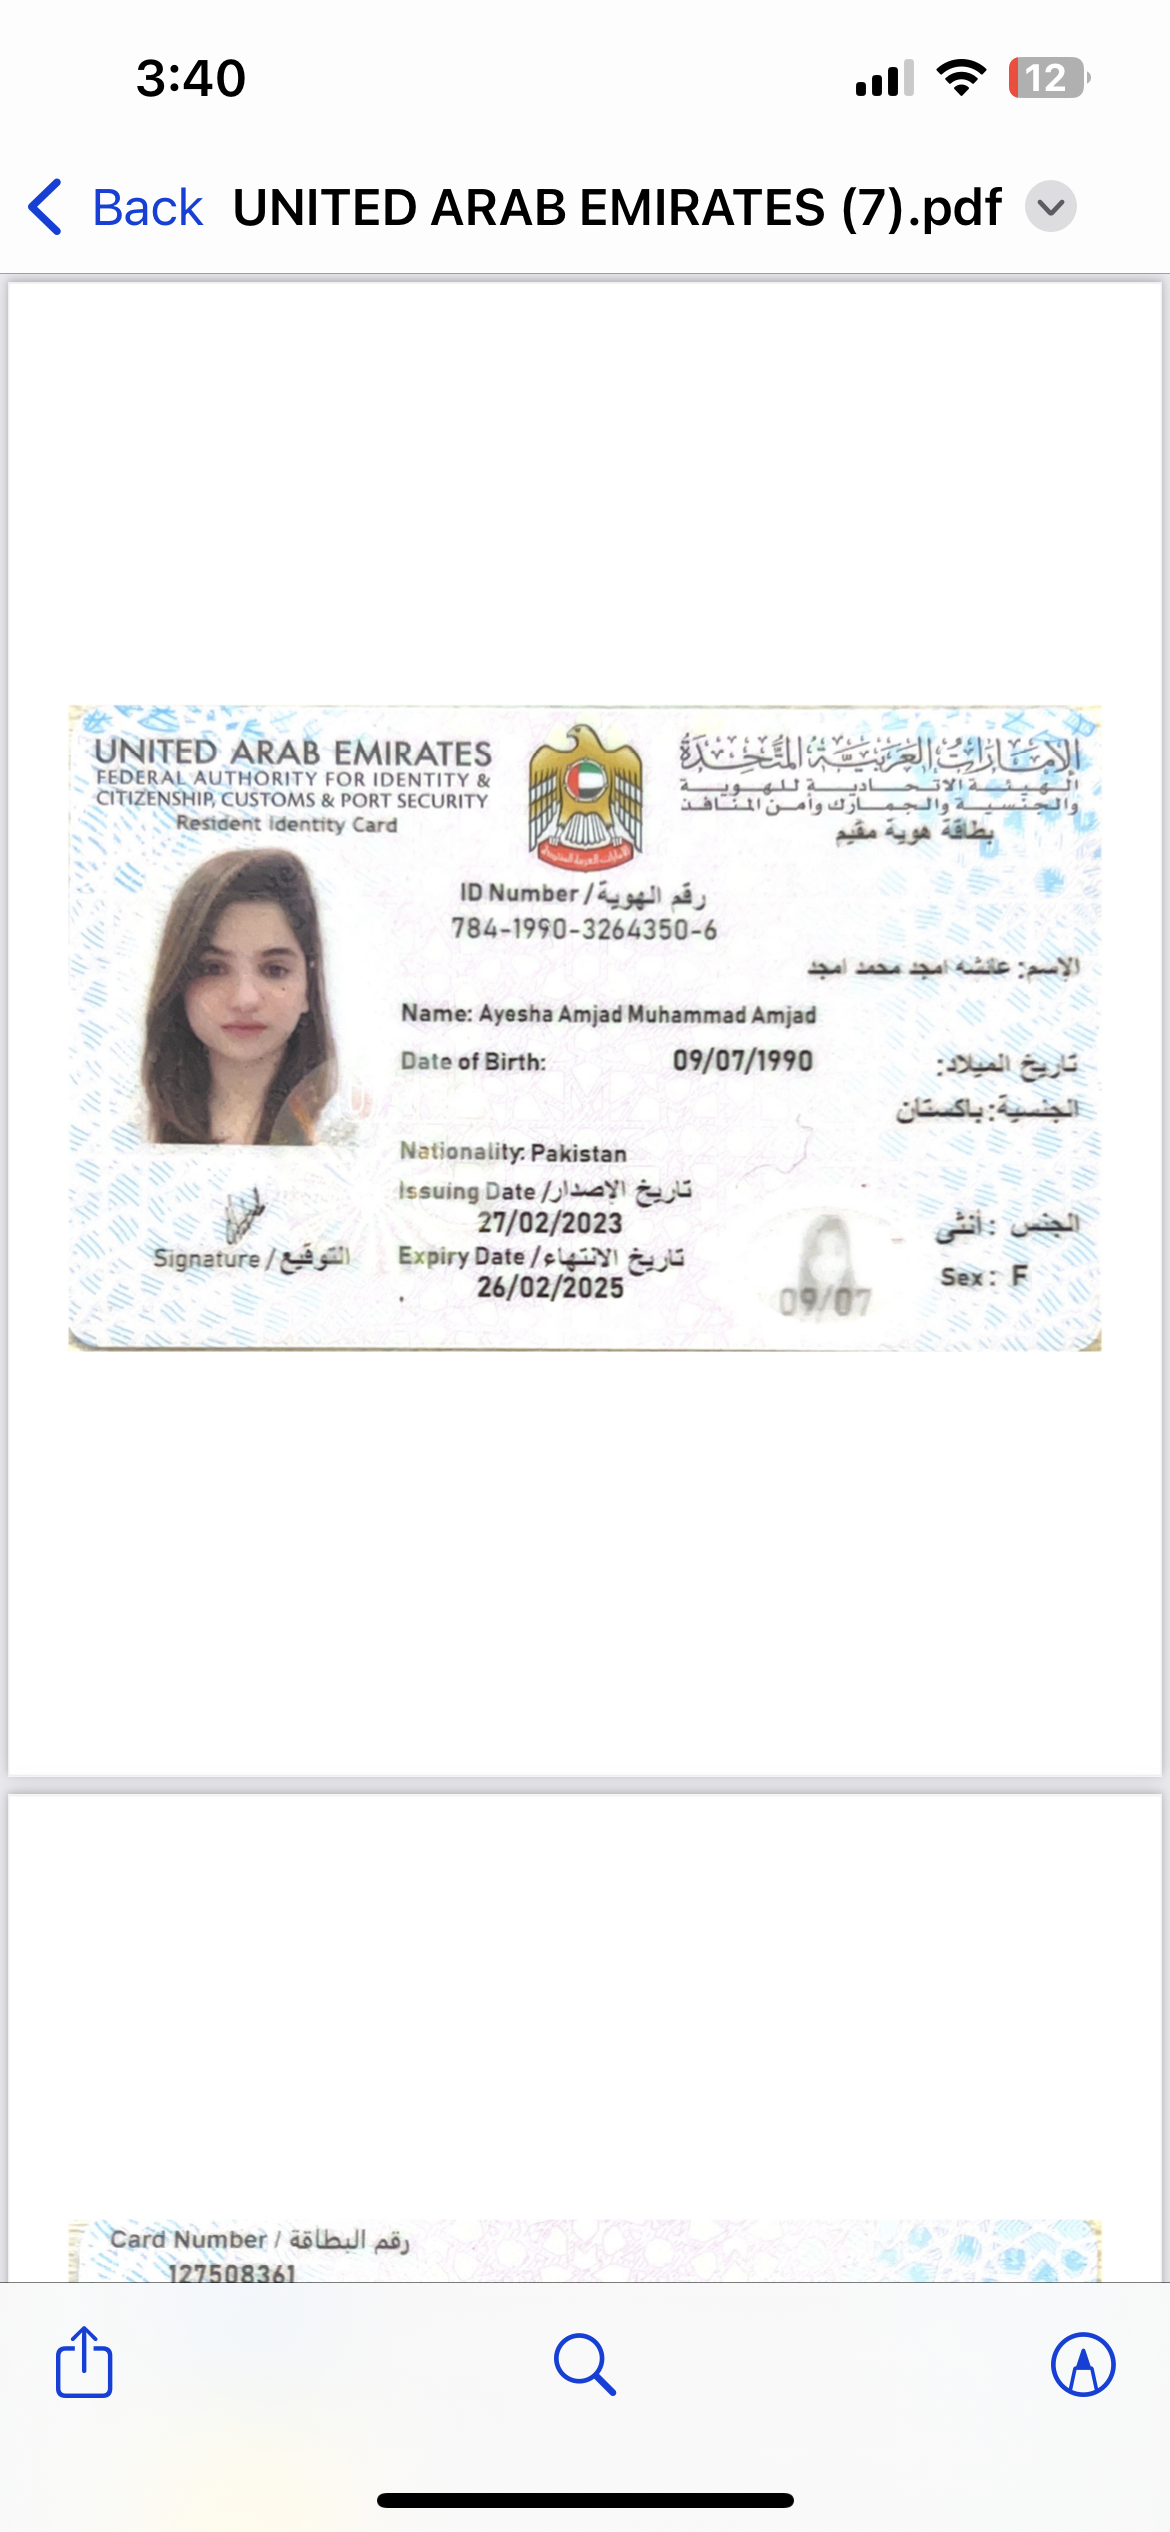 3:40
12
Back UNITED ARAB EMIRATES (7).pdf
UNITED ARAB EMIRATES
FEDERAL AUTHORITY FOR IDENTITY &
CITIZENSHIP, CUSTOMS & PORT SECURITY
Resident Identity Card
الإمارات العربية المتحدة
الهيئة الاتحادية للهوية
والجنسية والجمارك وأمن المنافذ
بطاقة هوية مقيم
ID Number / رقم الهوية
784-1990-3264350-6
الإسم: عائشه امجد محمد امجد
Name: Ayesha Amjad Muhammad Amjad
Date of Birth: 09/07/1990 تاريخ الميلاد:
الجنسية: باكستان
Nationality: Pakistan
Issuing Date / تاريخ الإصدار
27/02/2023
Expiry Date / تاريخ الانتهاء
26/02/2025
الجنس : أنثى
Sex : F
09/07
Signature / التوقيع
Card Number / رقم البطاقة
127508361